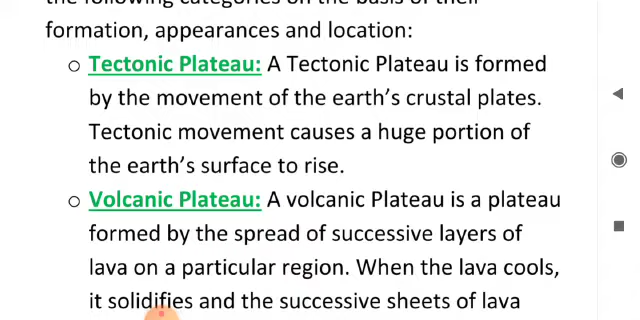 the following categories on the basis of their
formation, appearances and location:
o Tectonic Plateau: A Tectonic Plateau is formed
by the movement of the earth's crustal plates.
Tectonic movement causes a huge portion of
the earth's surface to rise.
o Volcanic Plateau: A volcanic Plateau is a plateau
formed by the spread of successive layers of
lava on a particular region. When the lava cools,
it solidifies and the successive sheets of lava